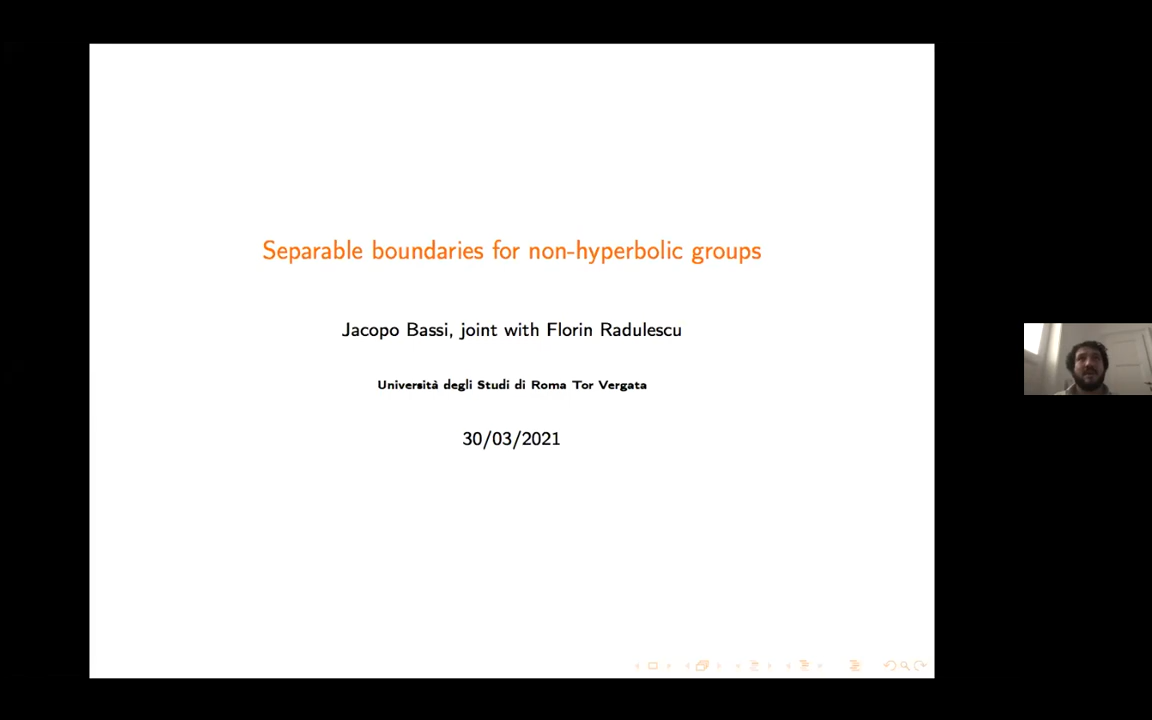 Separable boundaries for non-hyperbolic groups
Jacopo Bassi, joint with Florin Radulescu
Università degli Studi di Roma Tor Vergata
30/03/2021